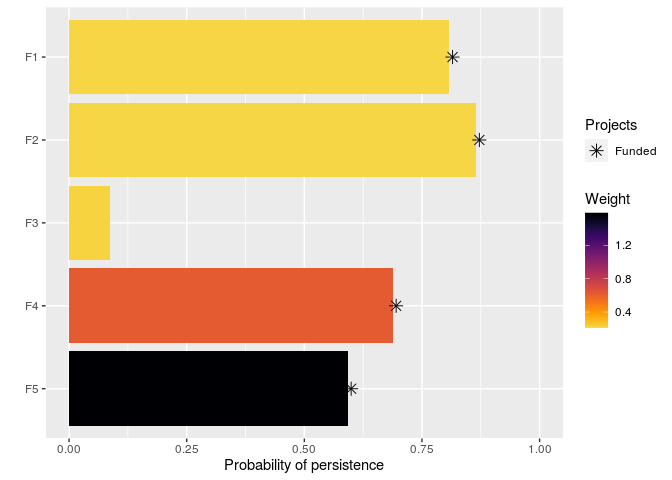 F1
F2
F3
F4
F5
0.00 0.25 0.50 0.75 1.00
Probability of persistence
Projects
Funded
Weight
1.2
0.8
0.4